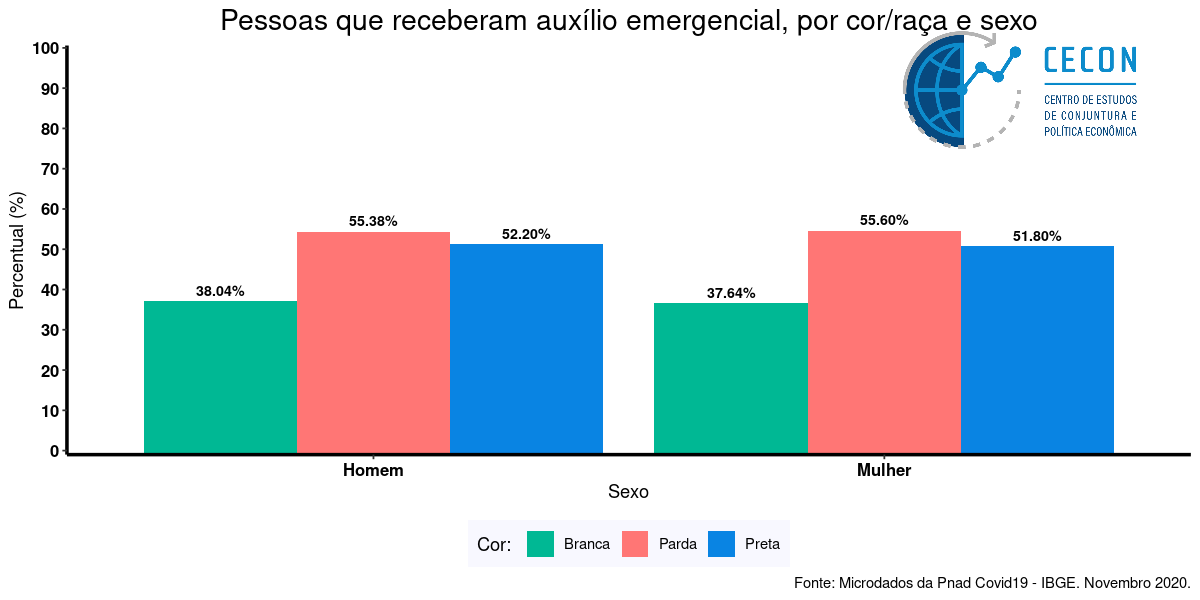 Pessoas que receberam auxílio emergencial, por cor/raça e sexo
CECON
CENTRO DE ESTUDOS
DE CONJUNTURA E
POLÍTICA ECONÔMICA
Percentual (%)
100
90
80
70
60
50
40
30
20
10
0
38.04%
55.38%
52.20%
37.64%
55.60%
51.80%
Homem
Mulher
Sexo
Cor:
Branca
Parda
Preta
Fonte: Microdados da Pnad Covid19 - IBGE. Novembro 2020.